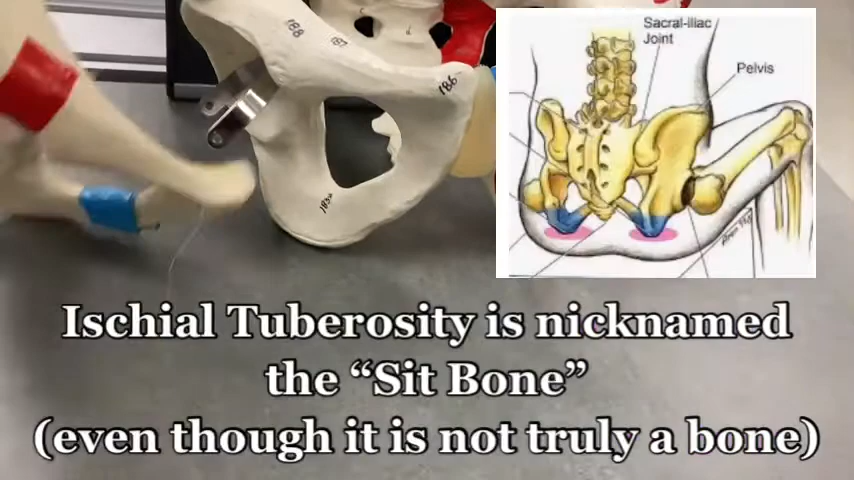 188
187
186
185a
Sacral-iliac
Joint
Pelvis
Ischial Tuberosity is nicknamed
the “Sit Bone”
(even though it is not truly a bone)